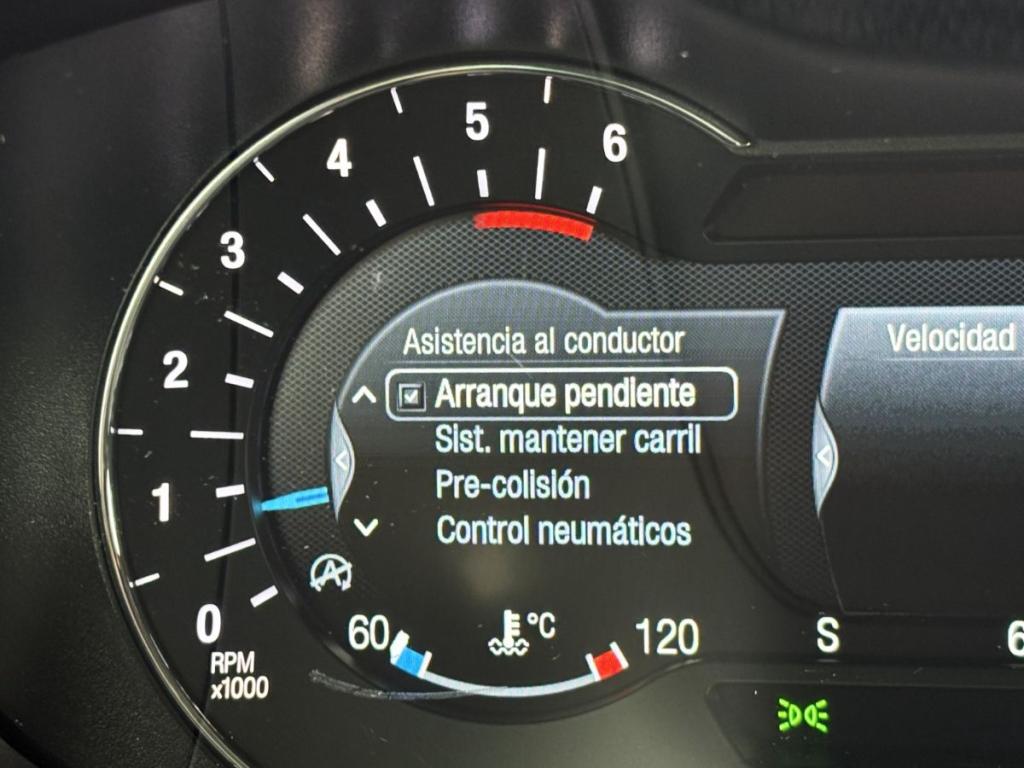 6
5
4
3
2
1
0
RPM
x1000
Asistencia al conductor
Arranque pendiente
Sist. mantener carril
Pre-colisión
Control neumáticos
A
60
°C
120
Velocidad
S
6